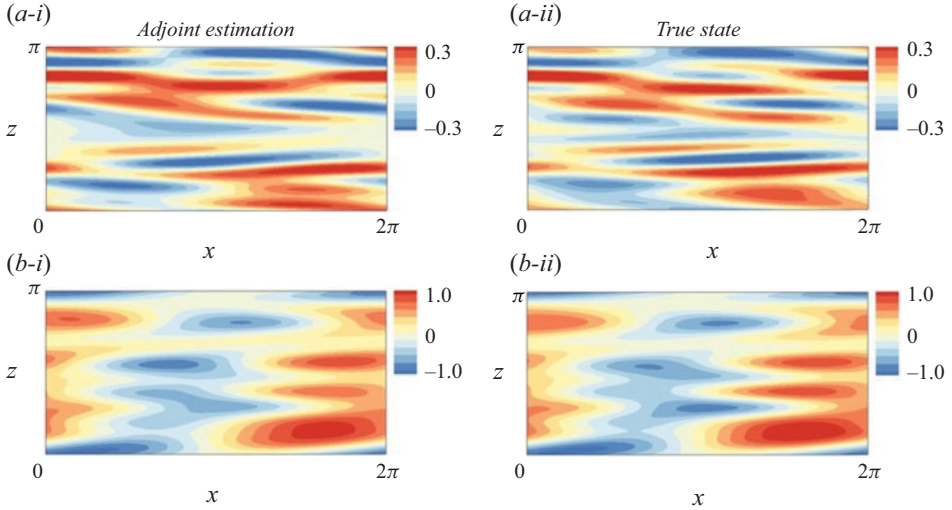 (a-i) Adjoint estimation (a-ii) True state
π 0.3 π 0.3
z 0 z 0
–0.3 –0.3
0 2π 0 2π
x x
(b-i) (b-ii)
π 1.0 π 1.0
z 0 z 0
–1.0 –1.0
0 2π 0 2π
x x